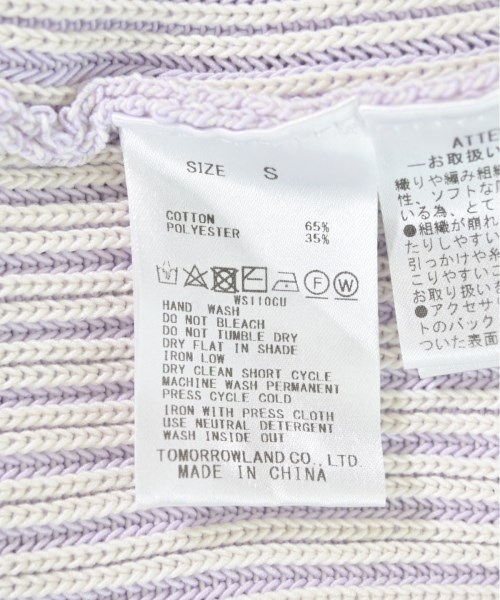 SIZE S
COTTON 65%
POLYESTER 35%
F W
WS110CU
HAND WASH
DO NOT BLEACH
DO NOT TUMBLE DRY
DRY FLAT IN SHADE
IRON LOW
DRY CLEAN SHORT CYCLE
MACHINE WASH PERMANENT
PRESS CYCLE COLD
IRON WITH PRESS CLOTH
USE NEUTRAL DETERGENT
WASH INSIDE OUT
TOMORROWLAND CO., LTD.
MADE IN CHINA
ATTE
―お取扱い
織りや編み組織
性、ソフトな
いる為、とて
●組織が崩れ
たりしやすい
引っかけや糸
こりやすいこ
お取り扱いる
●アクセサ
トのバック
ついた表面